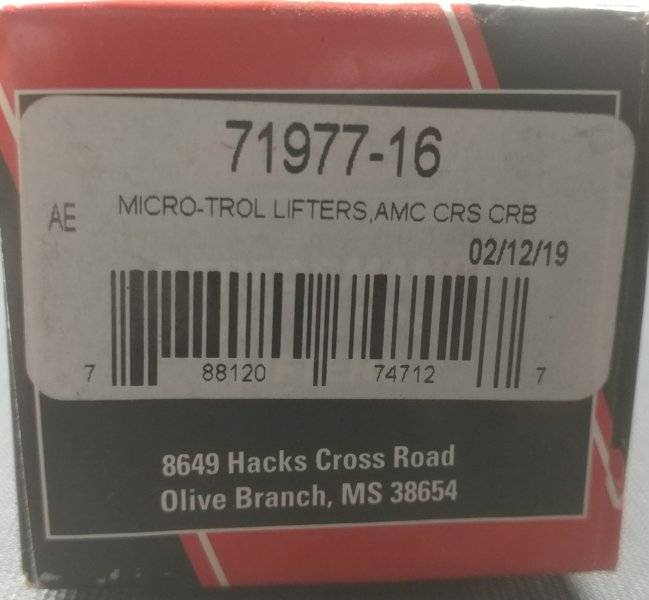 71977-16
AE
MICRO-TROL LIFTERS,AMC CRS CRB
02/12/19
7 88120 74712 7
8649 Hacks Cross Road
Olive Branch, MS 38654